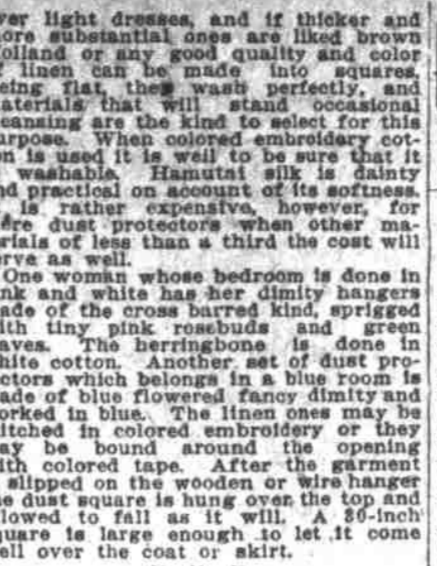 ver light dresses, and if thicker and
ore substantial ones are liked brown
olland or any good quality and color
f linen can be made into squares.
eing flat, they wash perfectly, and
aterials that will stand occasional
eansing are the kind to select for this
urpose. When colored embroidery cot-
on is used it is well to be sure that it
washable. Hamutai silk is dainty
nd practical on account of its softness.
is rather expensive, however, for
ere dust protectors when other ma-
rials of less than a third the cost will
erve as well.
One woman whose bedroom is done in
nk and white has her dimity hangers
ade of the cross barred kind, sprigged
ith tiny pink rosebuds and green
aves. The herringbone is done in
hite cotton. Another set of dust pro-
ctors which belongs in a blue room is
ade of blue flowered fancy dimity and
orked in blue. The linen ones may be
itched in colored embroidery or they
ay be bound around the opening
ith colored tape. After the garment
slipped on the wooden or wire hanger
he dust square is hung over the top and
lowed to fall as it will. A 30-inch
quare is large enough to let it come
ell over the coat or skirt.